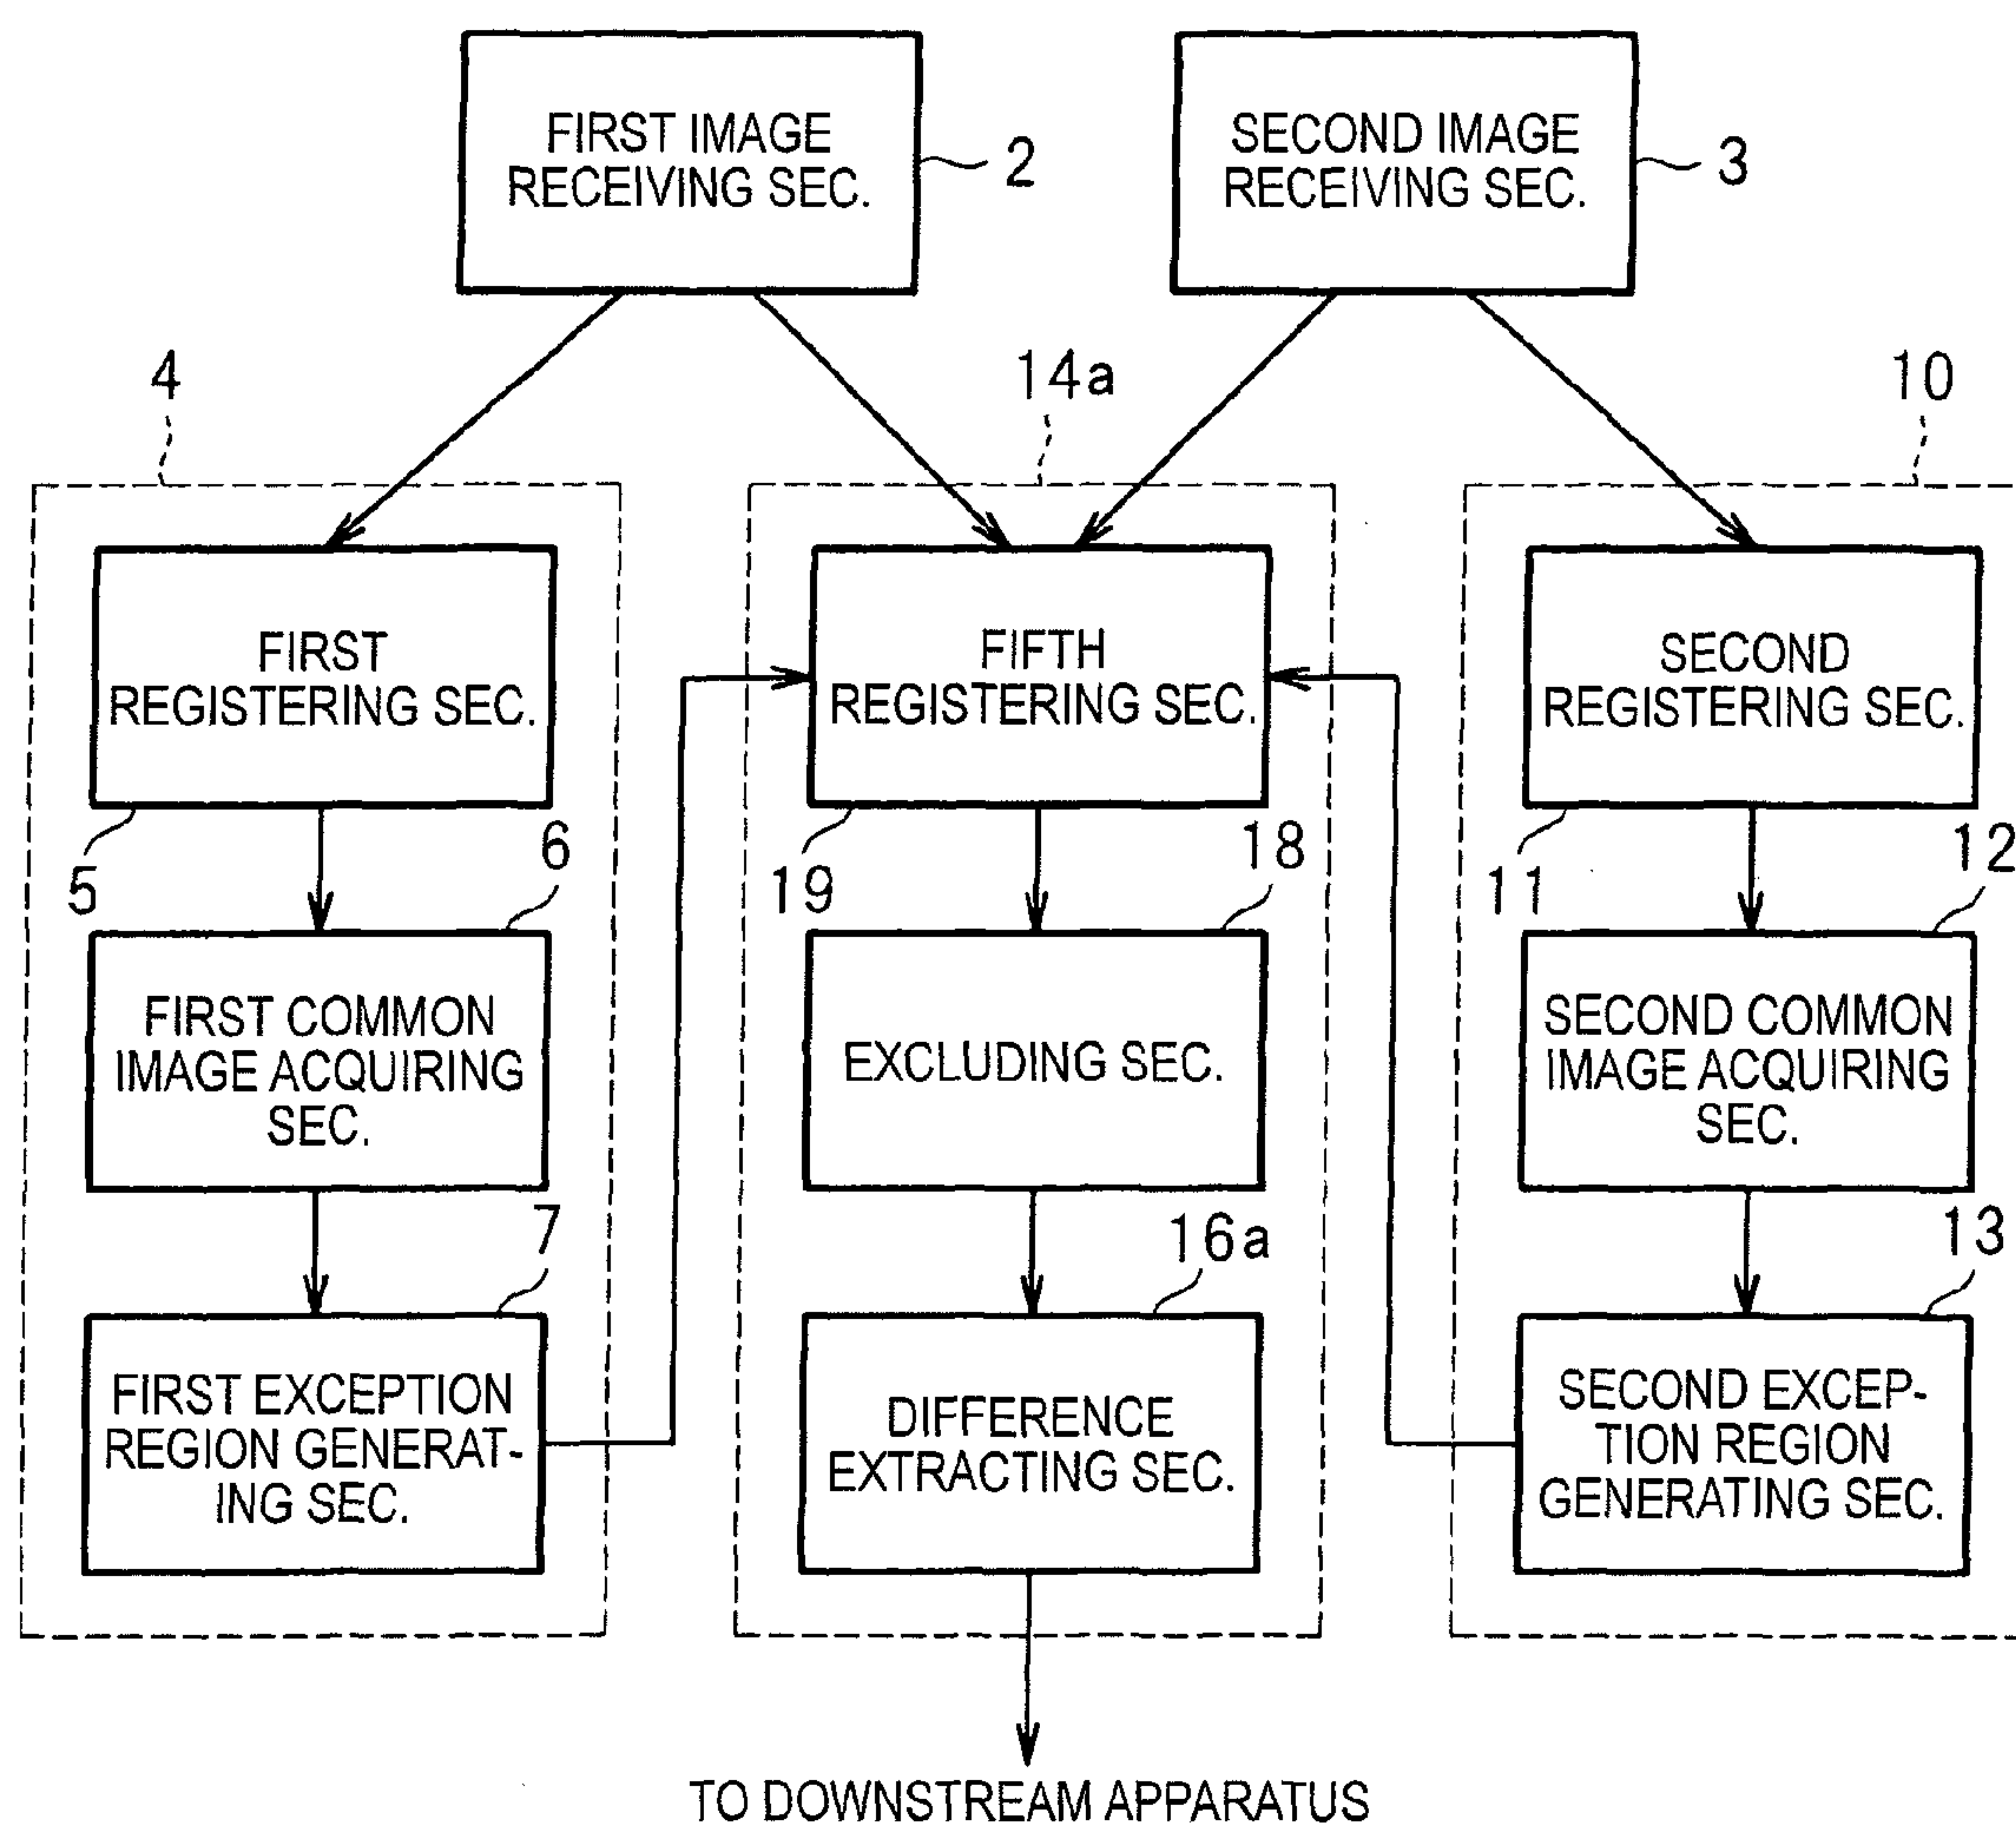 FIRST IMAGE
RECEIVING SEC.
2
SECOND IMAGE
RECEIVING SEC.
3
4
14a
10
FIRST
REGISTERING SEC.
5
FIFTH
REGISTERING SEC.
19
SECOND
REGISTERING SEC.
11
6
FIRST COMMON
IMAGE ACQUIRING
SEC.
18
EXCLUDING SEC.
12
SECOND COMMON
IMAGE ACQUIRING
SEC.
7
FIRST EXCEPTION
REGION GENERAT-
ING SEC.
16a
DIFFERENCE
EXTRACTING SEC.
13
SECOND EXCEP-
TION REGION
GENERATING SEC.
TO DOWNSTREAM APPARATUS